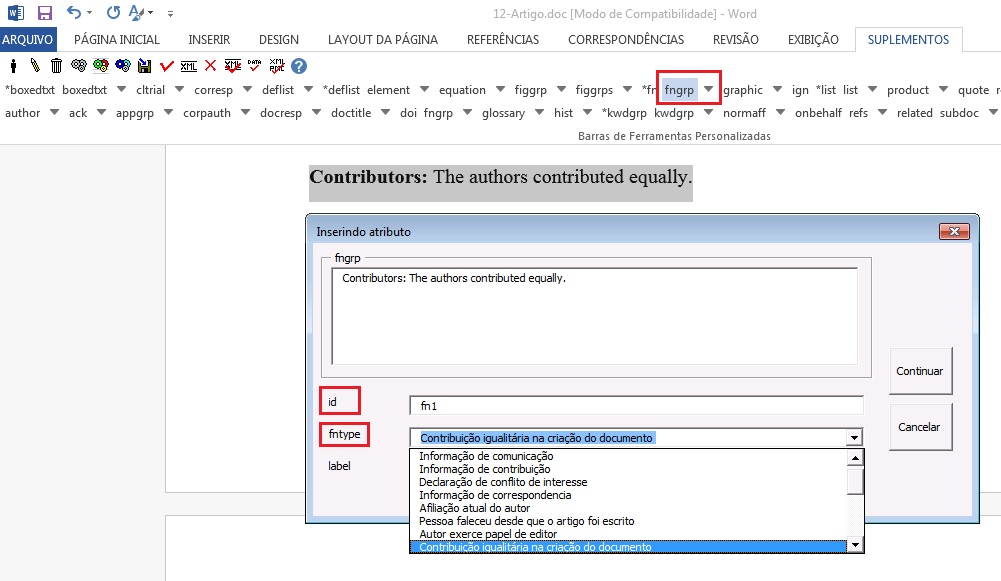 12-Artigo.doc [Modo de Compatibilidade] - Word
ARQUIVO PÁGINA INICIAL INSERIR DESIGN LAYOUT DA PÁGINA REFERÊNCIAS CORRESPONDÊNCIAS REVISÃO EXIBIÇÃO SUPLEMENTOS
*boxedtxt boxedtxt cltrial corresp deflist *deflist element equation figgrp figgrps *fn fngrp graphic ign *list list product quote
author ack appgrp corpauth docresp doctitle doi fngrp glossary hist *kwdgrp kwdgrp normaff onbehalf refs related subdoc
Barras de Ferramentas Personalizadas
Contributors: The authors contributed equally.
Inserindo atributo
fngrp
Contributors: The authors contributed equally.
Continuar
id
fn1
Cancelar
fntype
Contribuição igualitária na criação do documento
label
Informação de comunicação
Informação de contribuição
Declaração de conflito de interesse
Informação de correspondencia
Afiliação atual do autor
Pessoa faleceu desde que o artigo foi escrito
Autor exerce papel de editor
Contribuição igualitária na criação do documento